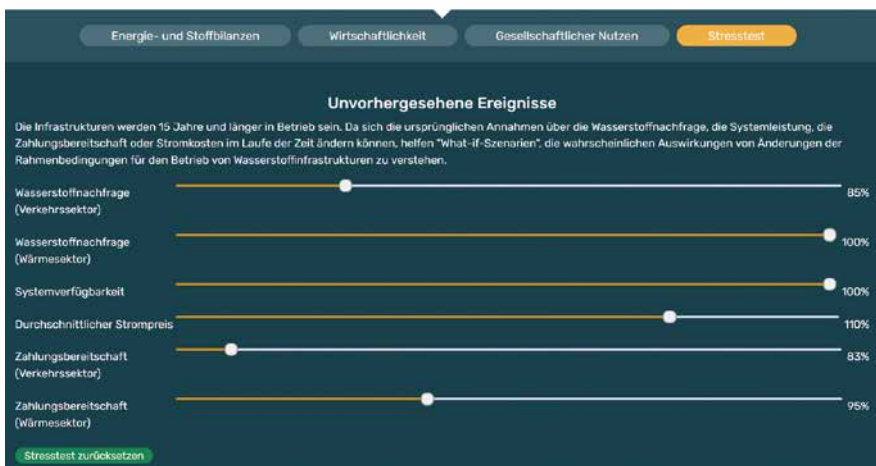 Energie- und Stoffbilanzen
Wirtschaftlichkeit
Gesellschaftlicher Nutzen
Stresstest
Unvorhergesehene Ereignisse
Die Infrastrukturen werden 15 Jahre und länger in Betrieb sein. Da sich die ursprünglichen Annahmen über die Wasserstoffnachfrage, die Systemleistung, die
Zahlungsbereitschaft oder Stromkosten im Laufe der Zeit ändern können, helfen "What-if-Szenarien", die wahrscheinlichen Auswirkungen von Änderungen der
Rahmenbedingungen für den Betrieb von Wasserstoffinfrastrukturen zu verstehen.
Wasserstoffnachfrage
(Verkehrssektor)
85%
Wasserstoffnachfrage
(Wärmesektor)
100%
Systemverfügbarkeit
100%
Durchschnittlicher Strompreis
110%
Zahlungsbereitschaft
(Verkehrssektor)
83%
Zahlungsbereitschaft
(Wärmesektor)
95%
Stresstest zurücksetzen